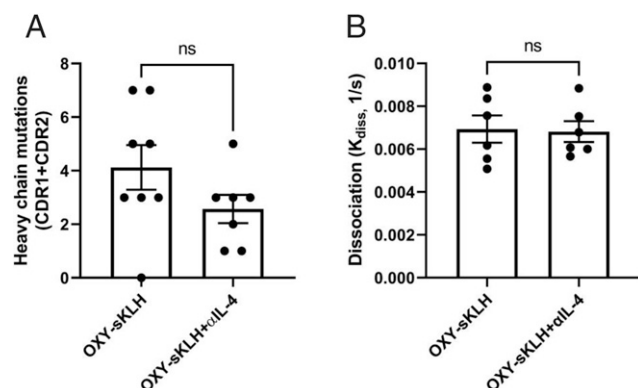 A
ns
Heavy chain mutations
(CDR1+CDR2)
8
6
4
2
0
OXY-sKLH
OXY-sKLH+αIL-4
B
ns
Dissociation (Kdiss, 1/s)
0.010
0.008
0.006
0.004
0.002
0.000
OXY-sKLH
OXY-sKLH+αIL-4